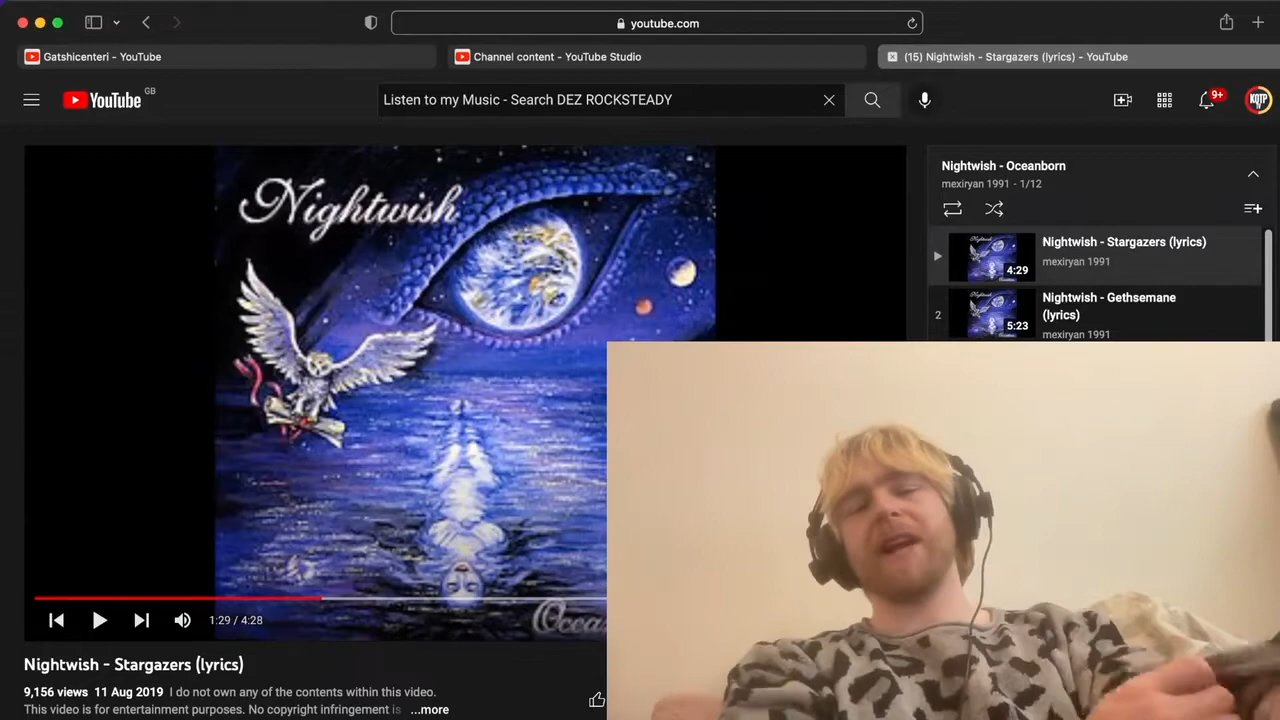 youtube.com
Gatshicenteri - YouTube
Channel content - YouTube Studio
(15) Nightwish - Stargazers (lyrics) - YouTube
YouTube GB
Listen to my Music - Search DEZ ROCKSTEADY
9+
KQTP
Nightwish
Nightwish - Oceanborn
mexiryan 1991 - 1/12
Nightwish - Stargazers (lyrics)
mexiryan 1991
4:29
2
Nightwish - Gethsemane
(lyrics)
mexiryan 1991
5:23
1:29 / 4:28
Nightwish - Stargazers (lyrics)
9,156 views 11 Aug 2019 I do not own any of the contents within this video.
This video is for entertainment purposes. No copyright infringement is ...more